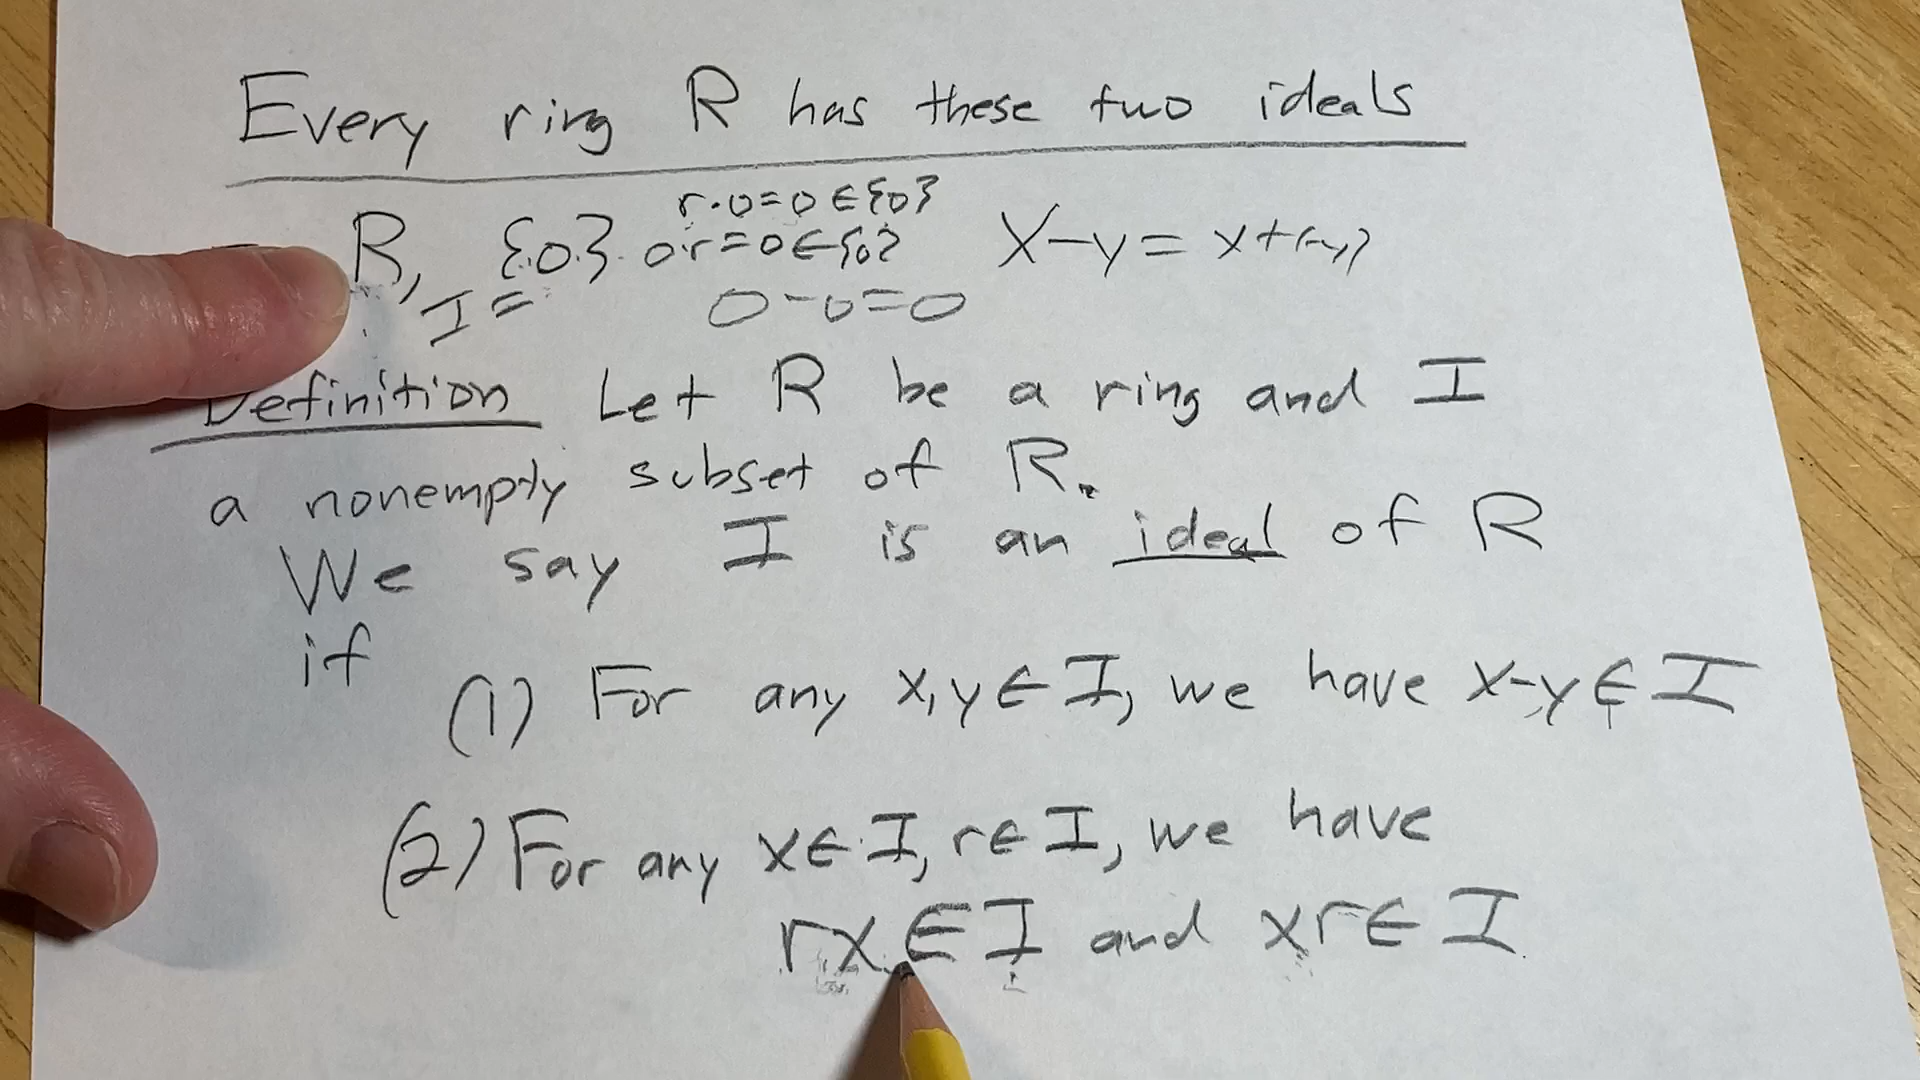 Every ring R has these two ideals
r·0=0∈{0}
R, {0} 0·r=0∈{0} x-y=x+(-y)
I= 0-0=0
Definition Let R be a ring and I
a nonempty subset of R.
We say I is an ideal of R
if
(1) For any x,y∈I, we have x-y∈I
(2) For any x∈I, r∈I, we have
rx∈I and xr∈I